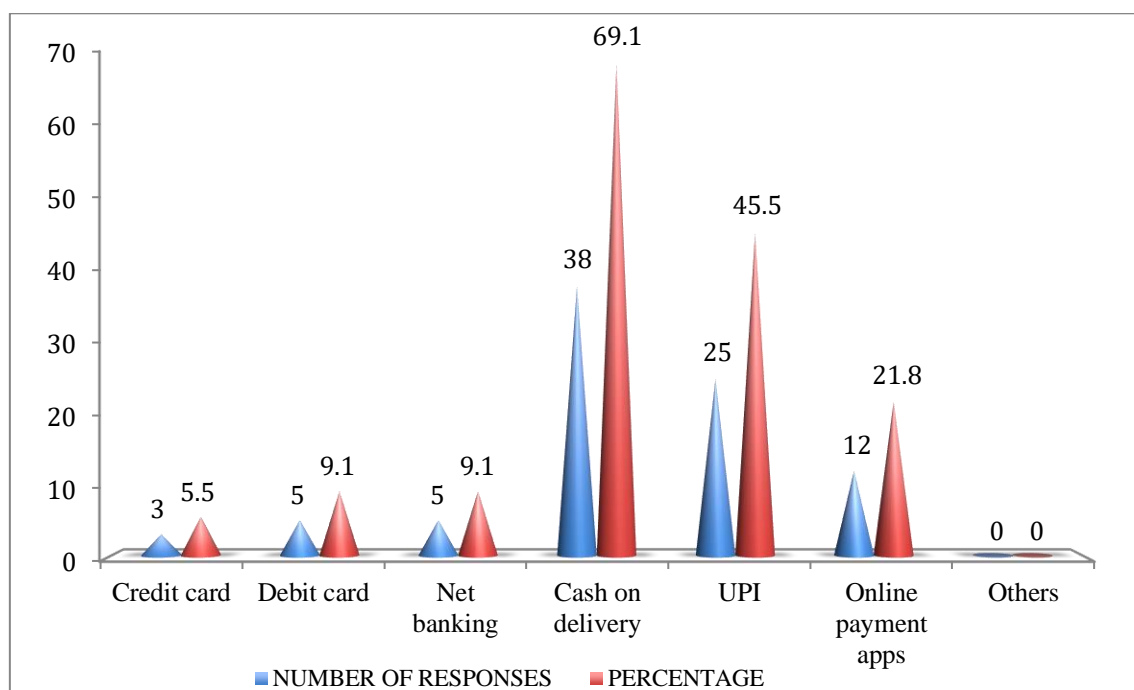 70
60
50
40
30
20
10
0
3
5.5
5
9.1
5
9.1
38
69.1
25
45.5
12
21.8
0
0
Credit card
Debit card
Net
banking
Cash on
delivery
UPI
Online
payment
apps
Others
NUMBER OF RESPONSES
PERCENTAGE